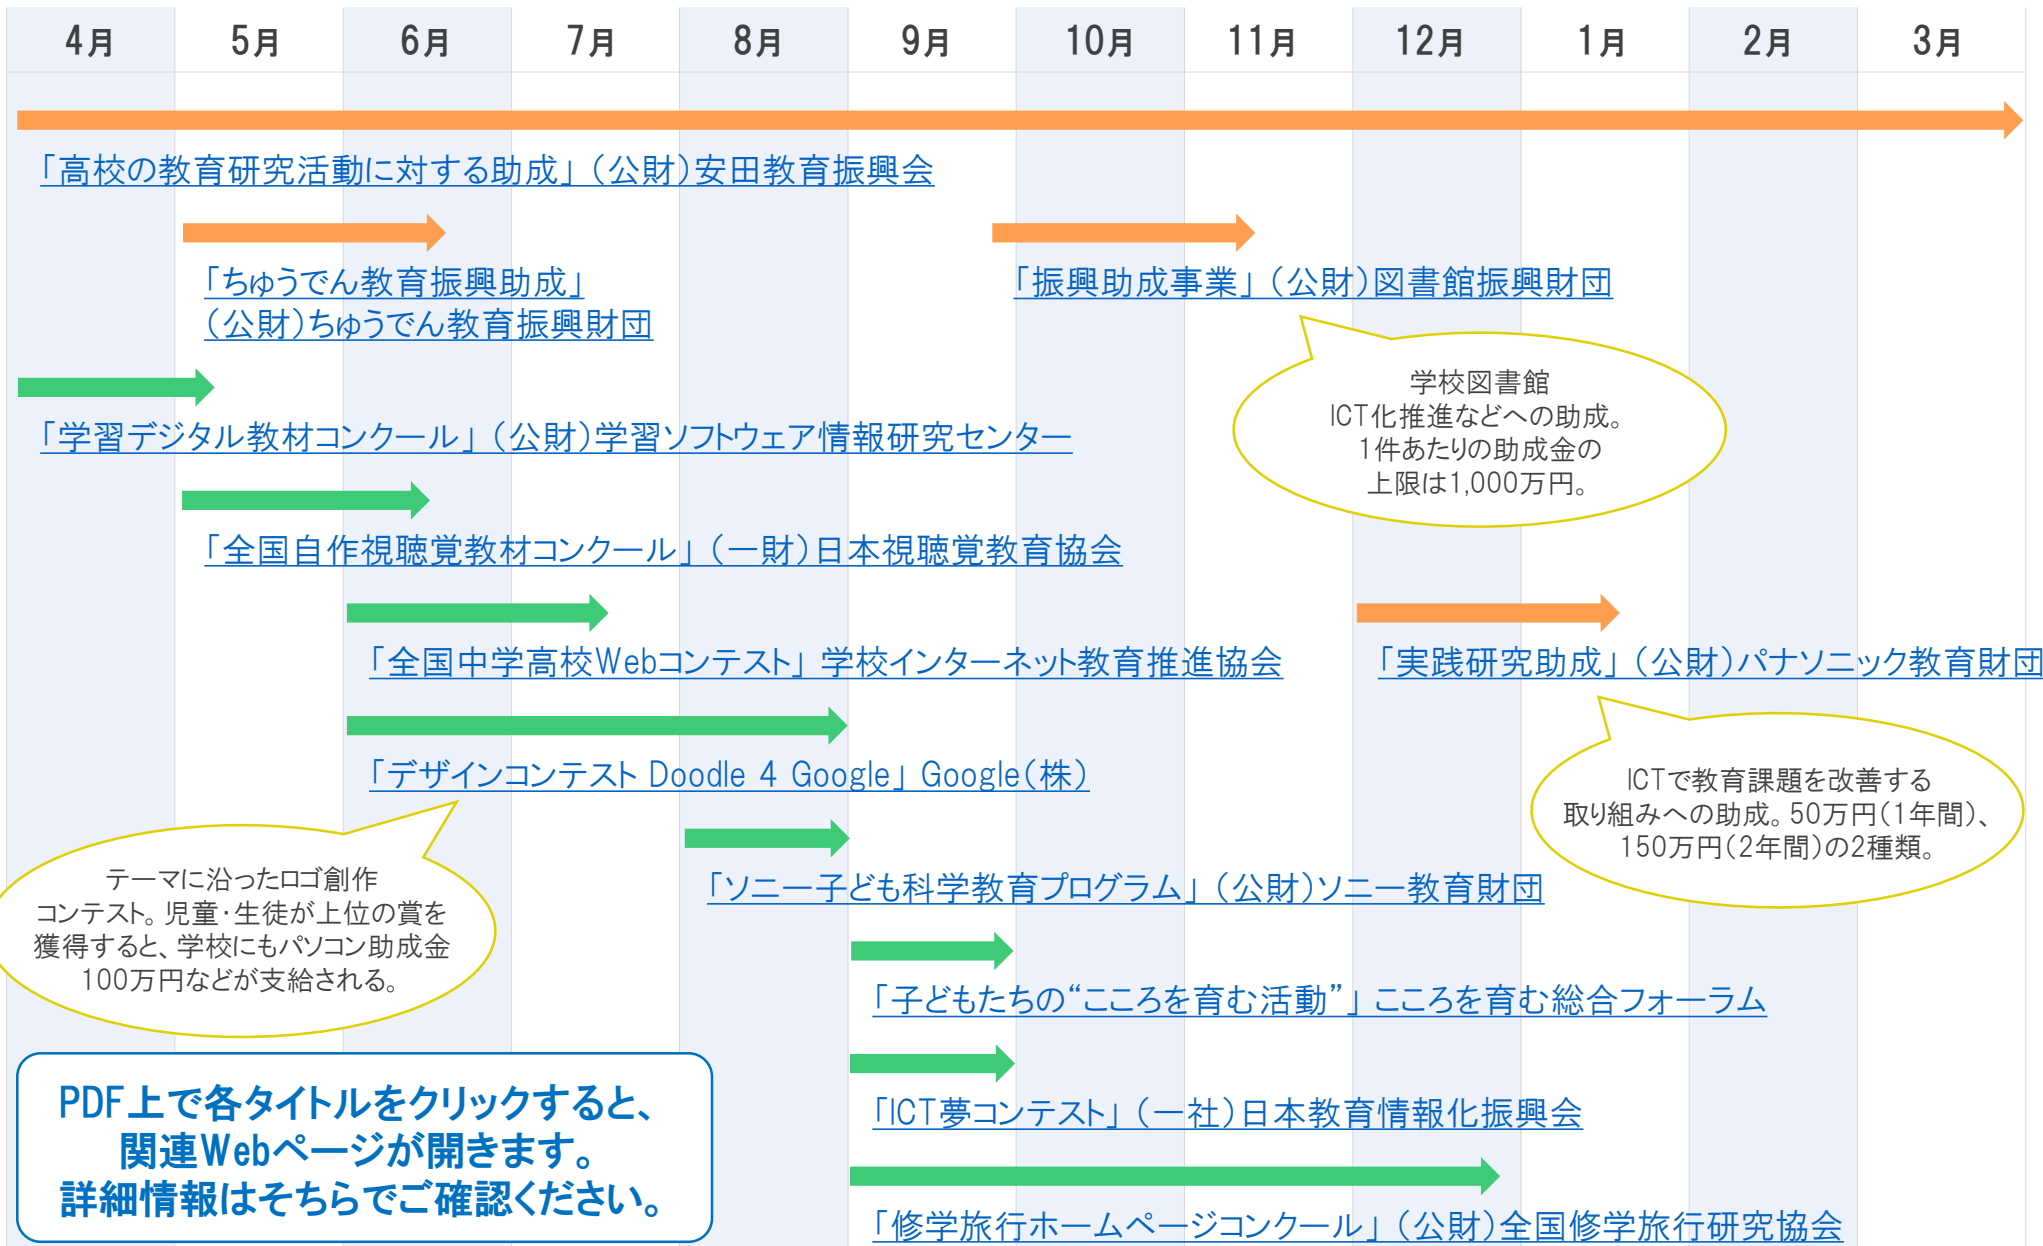 4月 5月 6月 7月 8月 9月 10月 11月 12月 1月 2月 3月
「高校の教育研究活動に対する助成」（公財）安田教育振興会
「ちゅうでん教育振興助成」
（公財）ちゅうでん教育振興財団
「振興助成事業」（公財）図書館振興財団
学校図書館
ICT化推進などへの助成。
1件あたりの助成金の
上限は1,000万円。
「学習デジタル教材コンクール」（公財）学習ソフトウェア情報研究センター
「全国自作視聴覚教材コンクール」（一財）日本視聴覚教育協会
「全国中学高校Webコンテスト」 学校インターネット教育推進協会
「実践研究助成」（公財）パナソニック教育財団
ICTで教育課題を改善する
取り組みへの助成。50万円（1年間）、
150万円（2年間）の2種類。
「デザインコンテスト Doodle 4 Google」 Google（株）
テーマに沿ったロゴ創作
コンテスト。児童・生徒が上位の賞を
獲得すると、学校にもパソコン助成金
100万円などが支給される。
「ソニー子ども科学教育プログラム」（公財）ソニー教育財団
「子どもたちの“こころを育む活動”」 こころを育む総合フォーラム
「ICT夢コンテスト」（一社）日本教育情報化振興会
「修学旅行ホームページコンクール」（公財）全国修学旅行研究協会
PDF上で各タイトルをクリックすると、
関連Webページが開きます。
詳細情報はそちらでご確認ください。